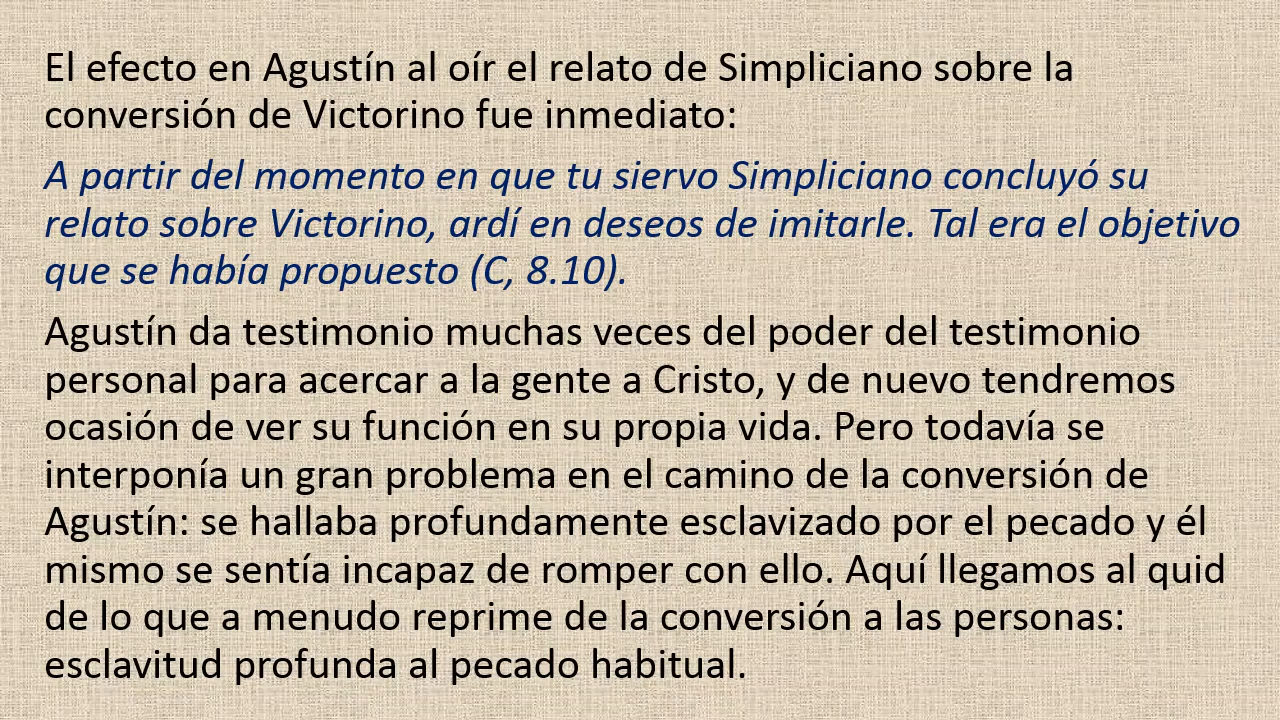 El efecto en Agustín al oír el relato de Simpliciano sobre la
conversión de Victorino fue inmediato:
A partir del momento en que tu siervo Simpliciano concluyó su
relato sobre Victorino, ardí en deseos de imitarle. Tal era el objetivo
que se había propuesto (C, 8.10).
Agustín da testimonio muchas veces del poder del testimonio
personal para acercar a la gente a Cristo, y de nuevo tendremos
ocasión de ver su función en su propia vida. Pero todavía se
interponía un gran problema en el camino de la conversión de
Agustín: se hallaba profundamente esclavizado por el pecado y él
mismo se sentía incapaz de romper con ello. Aquí llegamos al quid
de lo que a menudo reprime de la conversión a las personas:
esclavitud profunda al pecado habitual.